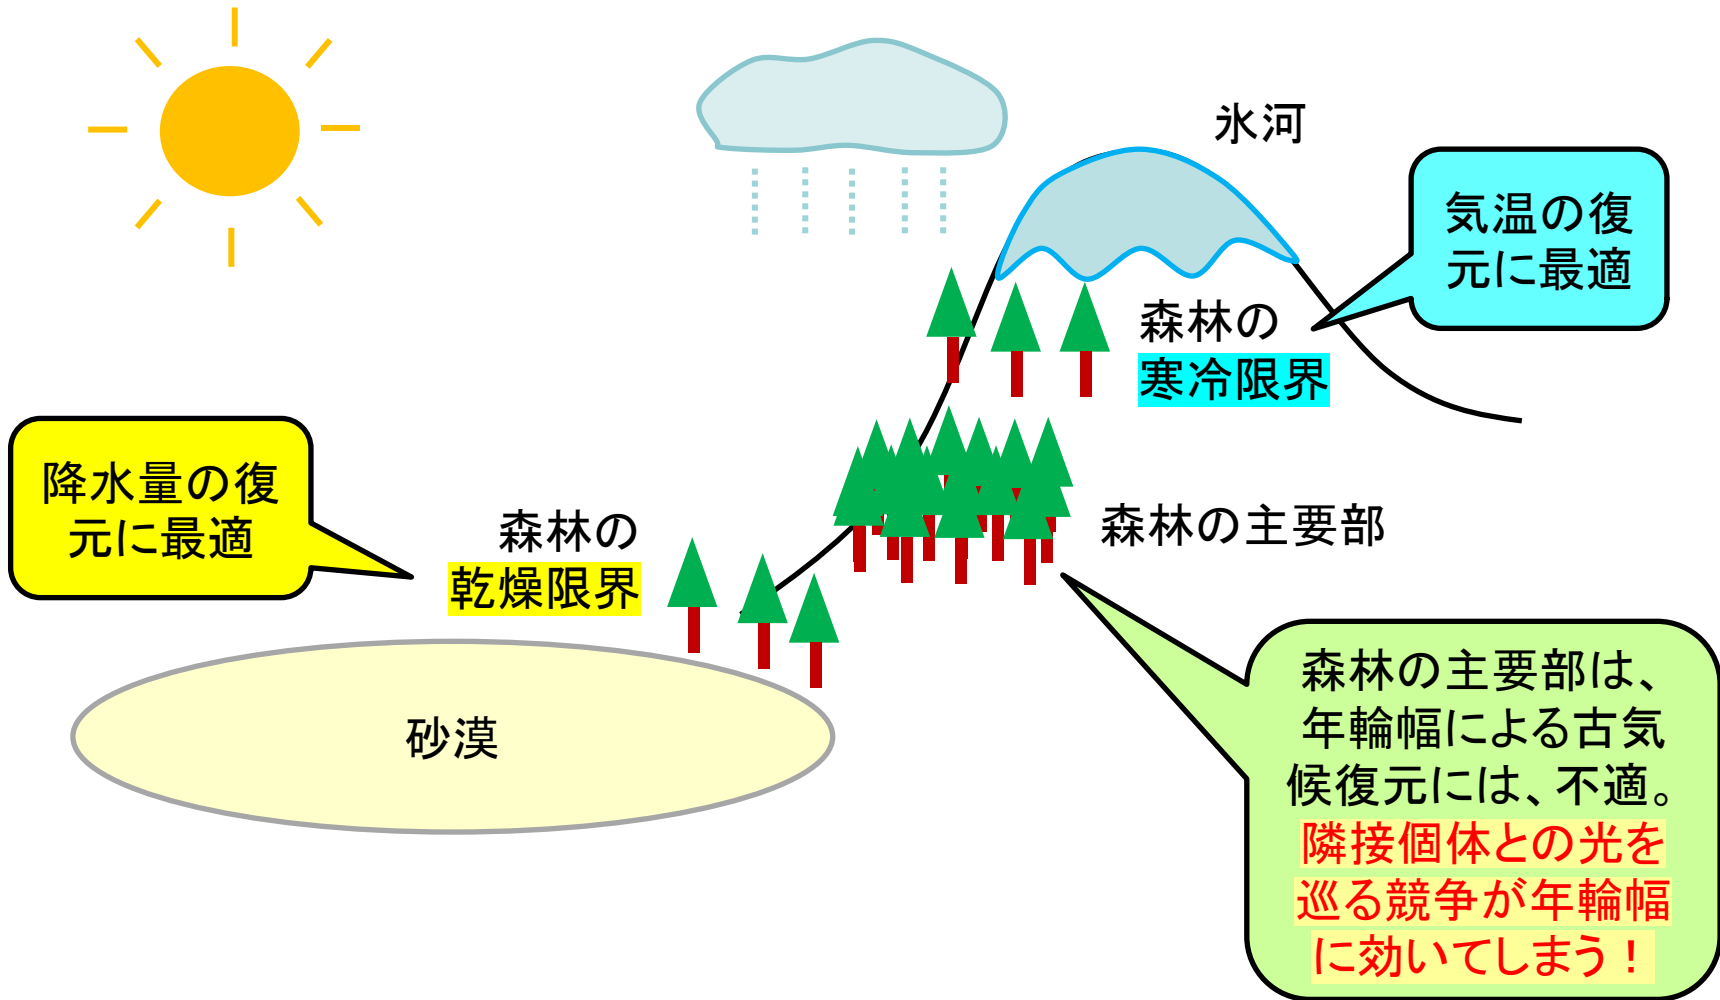 氷河
気温の復
元に最適
森林の
寒冷限界
降水量の復
元に最適
森林の
乾燥限界
森林の主要部
砂漠
森林の主要部は、
年輪幅による古気
候復元には、不適。
隣接個体との光を
巡る競争が年輪幅
に効いてしまう！